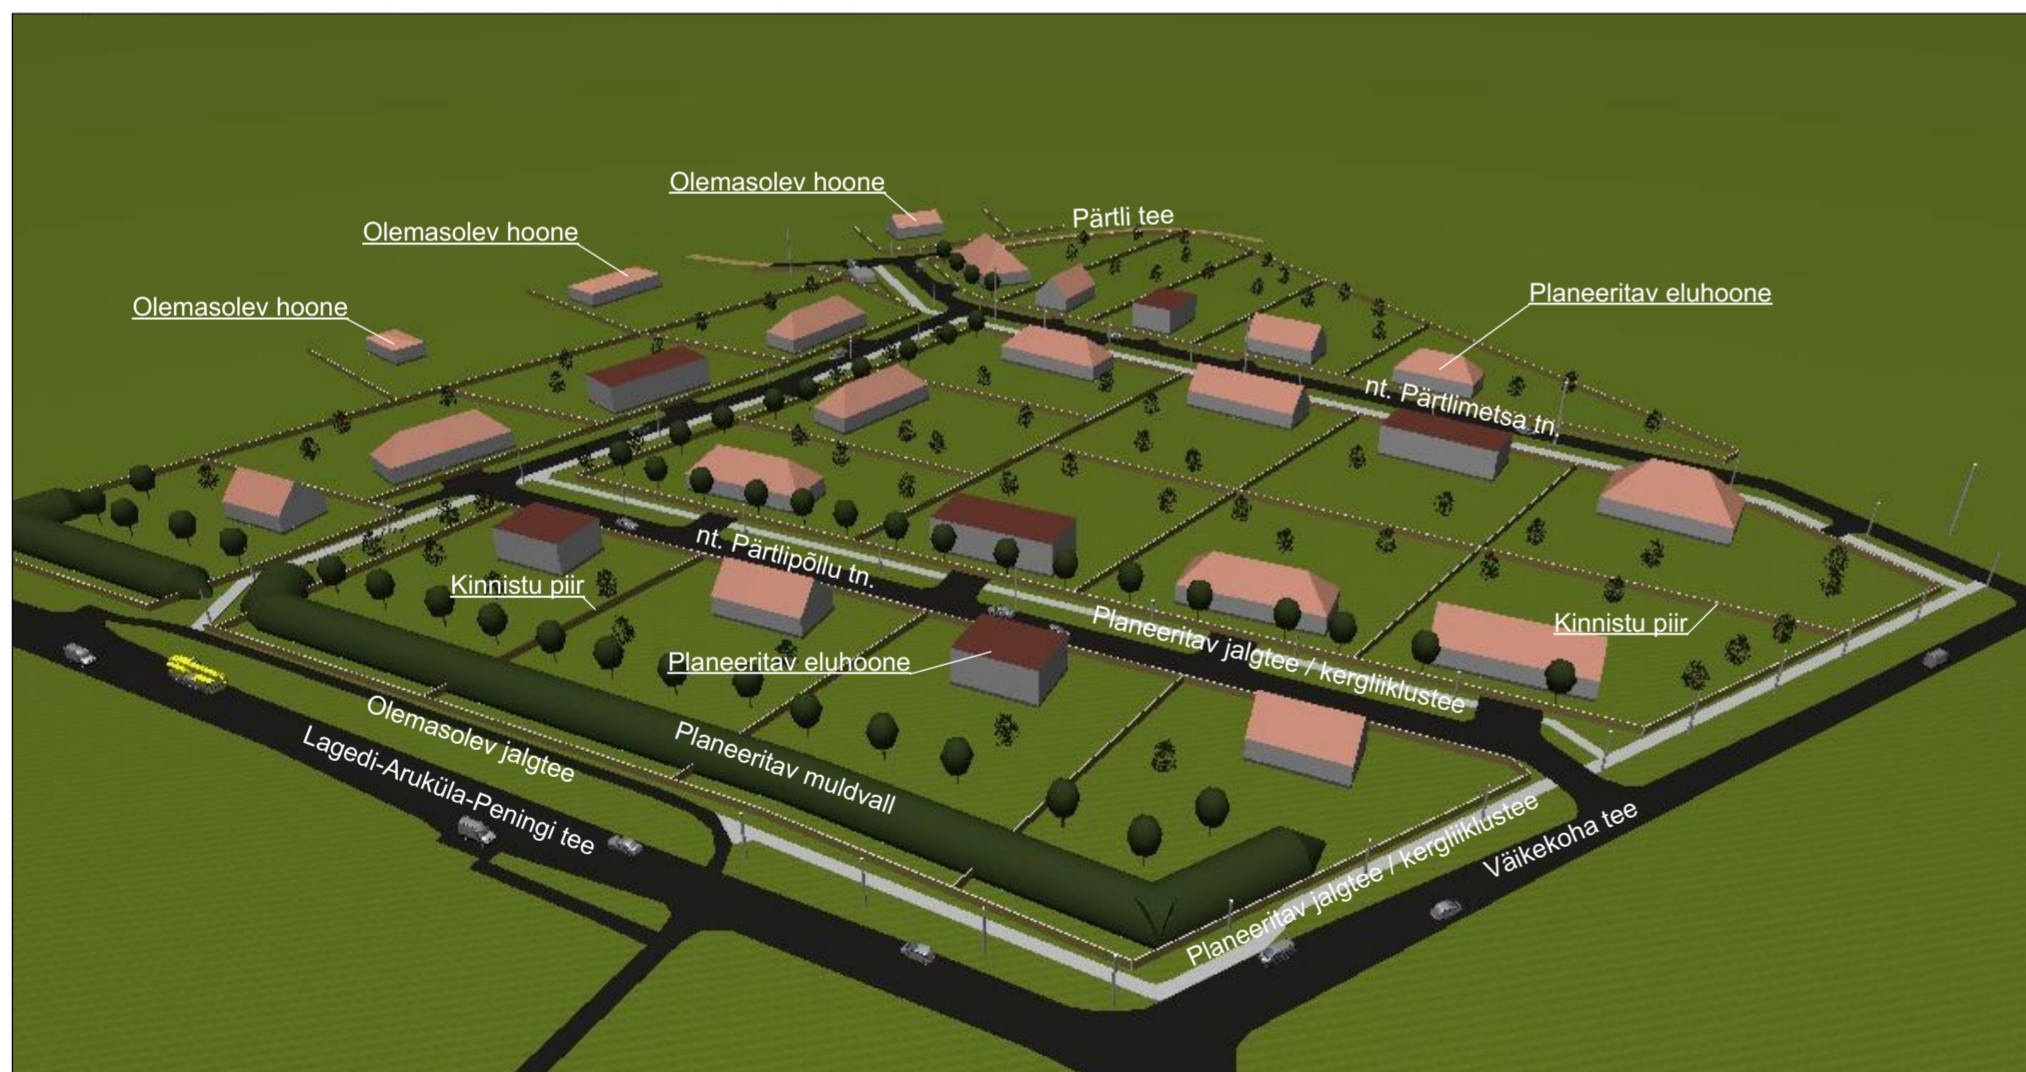 Olemasolev hoone
Pärtli tee
Olemasolev hoone
Planeeritav eluhoone
Olemasolev hoone
nt. Pärtlimetsa tn.
nt. Pärtlipõllu tn.
Kinnistu piir
Planeeritav jalgtee / kergliiklustee
Kinnistu piir
Planeeritav eluhoone
Olemasolev jalgtee
Planeeritav muldvall
Lagedi-Aruküla-Peningi tee
Väikekoha tee
Planeeritav jalgtee / kergliiklustee